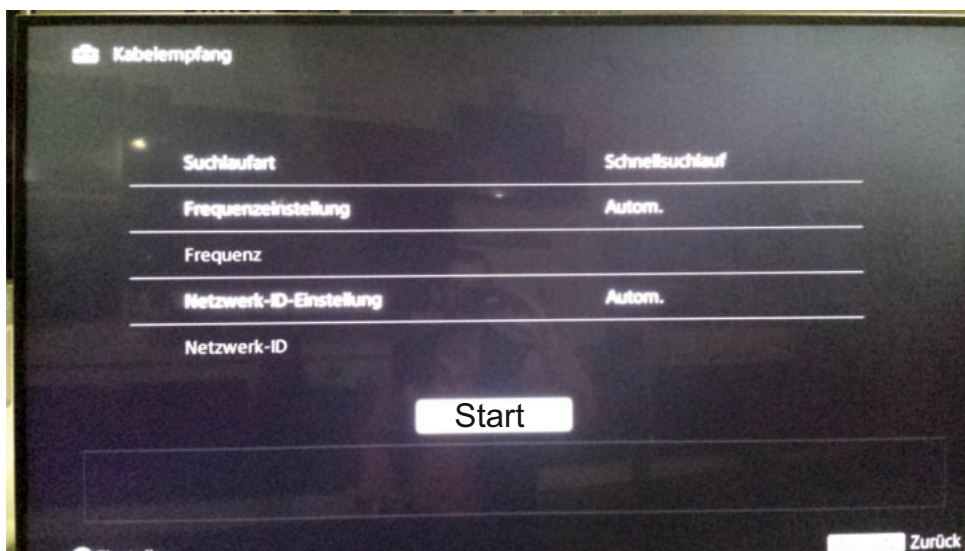 Kabelempfang
Suchlaufart Schnellsuchlauf
Frequenzeinstellung Autom.
Frequenz
Netzwerk-ID-Einstellung Autom.
Netzwerk-ID
Start
Zurück